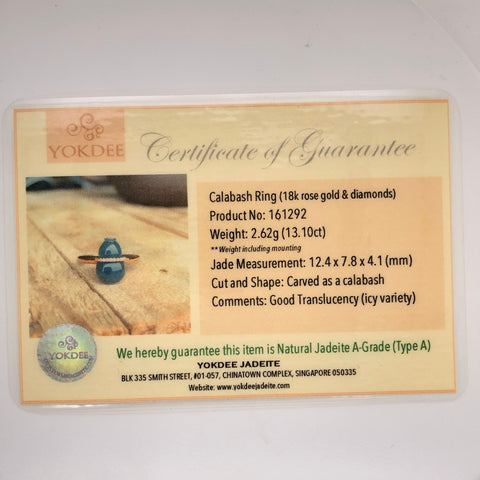 YOKDEE
Certificate of Guarantee
Calabash Ring (18k rose gold & diamonds)
Product No: 161292
Weight: 2.62g (13.10ct)
**Weight including mounting
Jade Measurement: 12.4 x 7.8 x 4.1 (mm)
Cut and Shape: Carved as a calabash
Comments: Good Translucency (icy variety)
YOKDEE
We hereby guarantee this item is Natural Jadeite A-Grade (Type A)
YOKDEE JADEITE
BLK 335 SMITH STREET, #01-057, CHINATOWN COMPLEX, SINGAPORE 050335
Website: www.yokdeejadeite.com